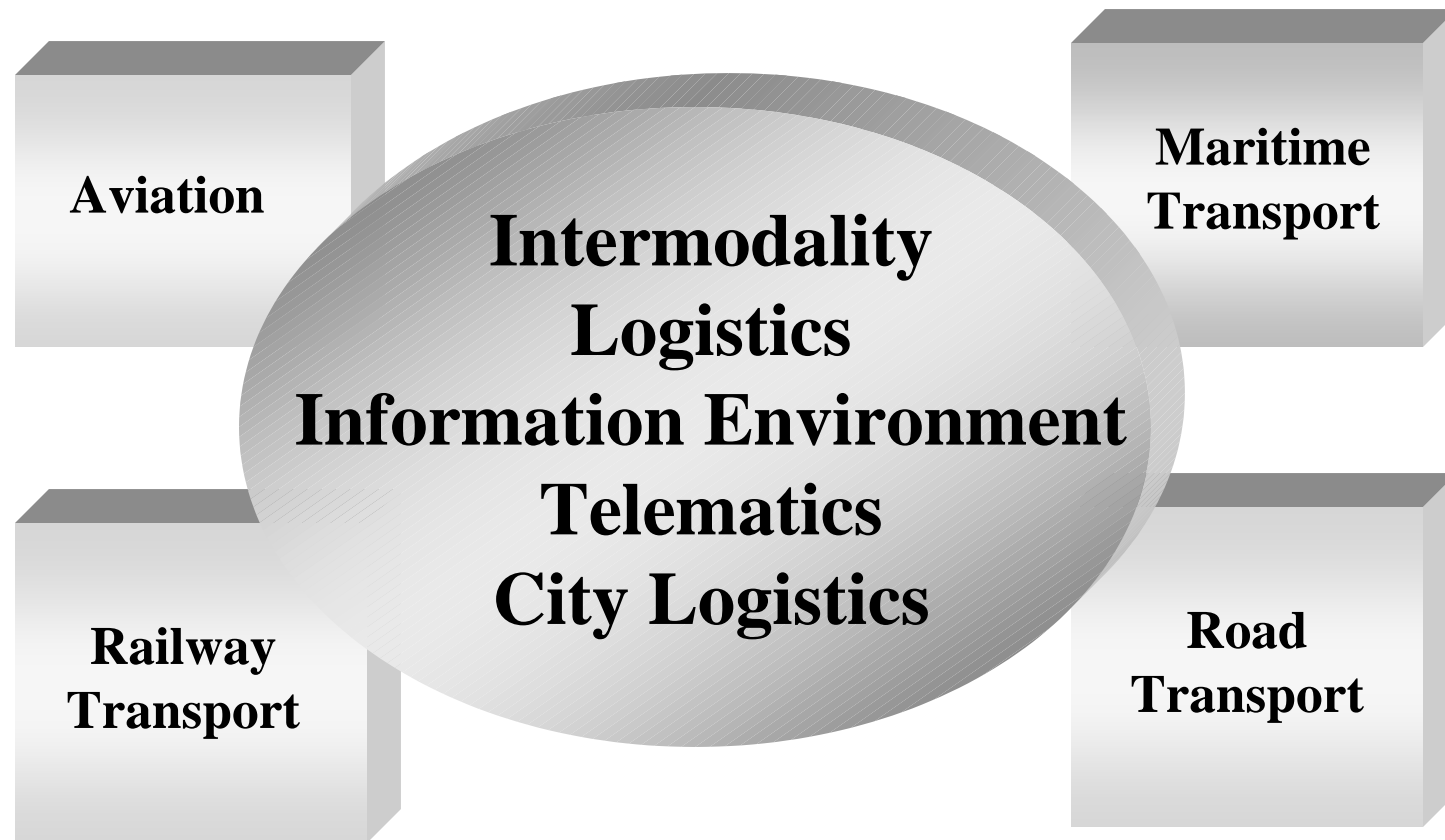 Aviation
Maritime
Transport
Intermodality
Logistics
Information Environment
Telematics
City Logistics
Railway
Transport
Road
Transport